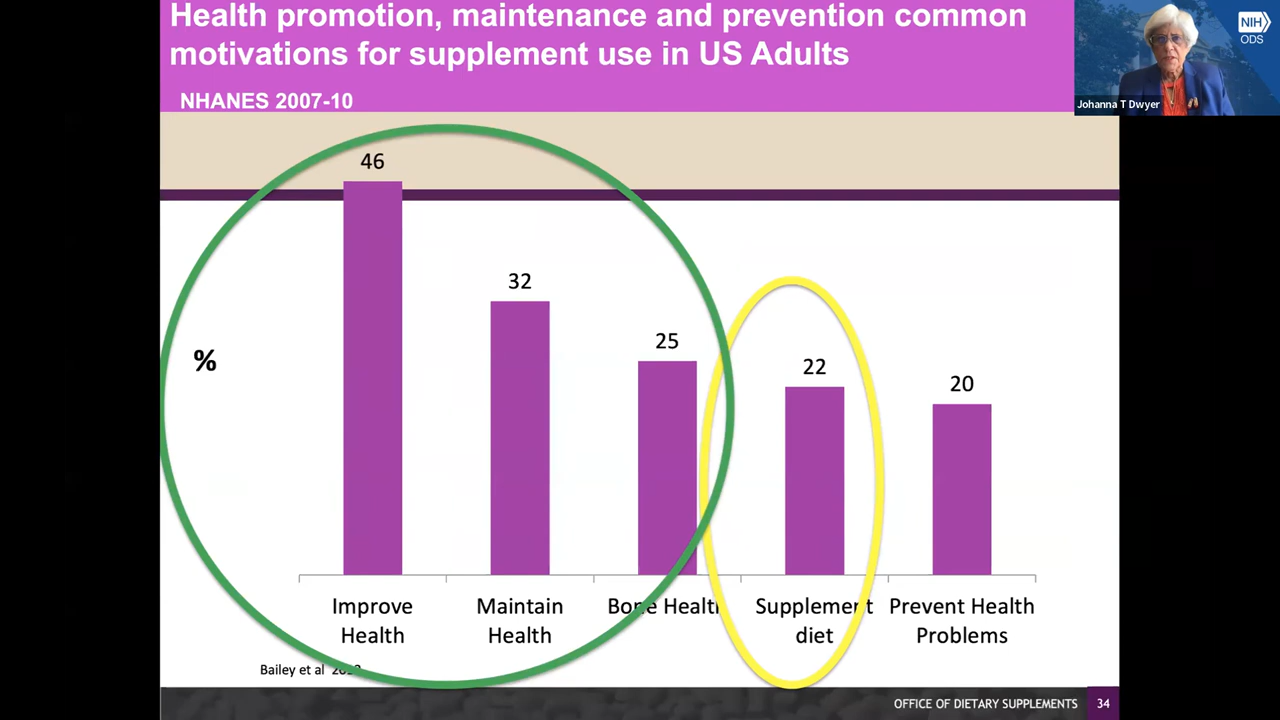 Health promotion, maintenance and prevention common
motivations for supplement use in US Adults
NHANES 2007-10
NIH
ODS
Johanna T Dwyer
46
32
25
22
20
%
Improve Health
Maintain Health
Bone Health
Supplement diet
Prevent Health Problems
Bailey et al
OFFICE OF DIETARY SUPPLEMENTS 34